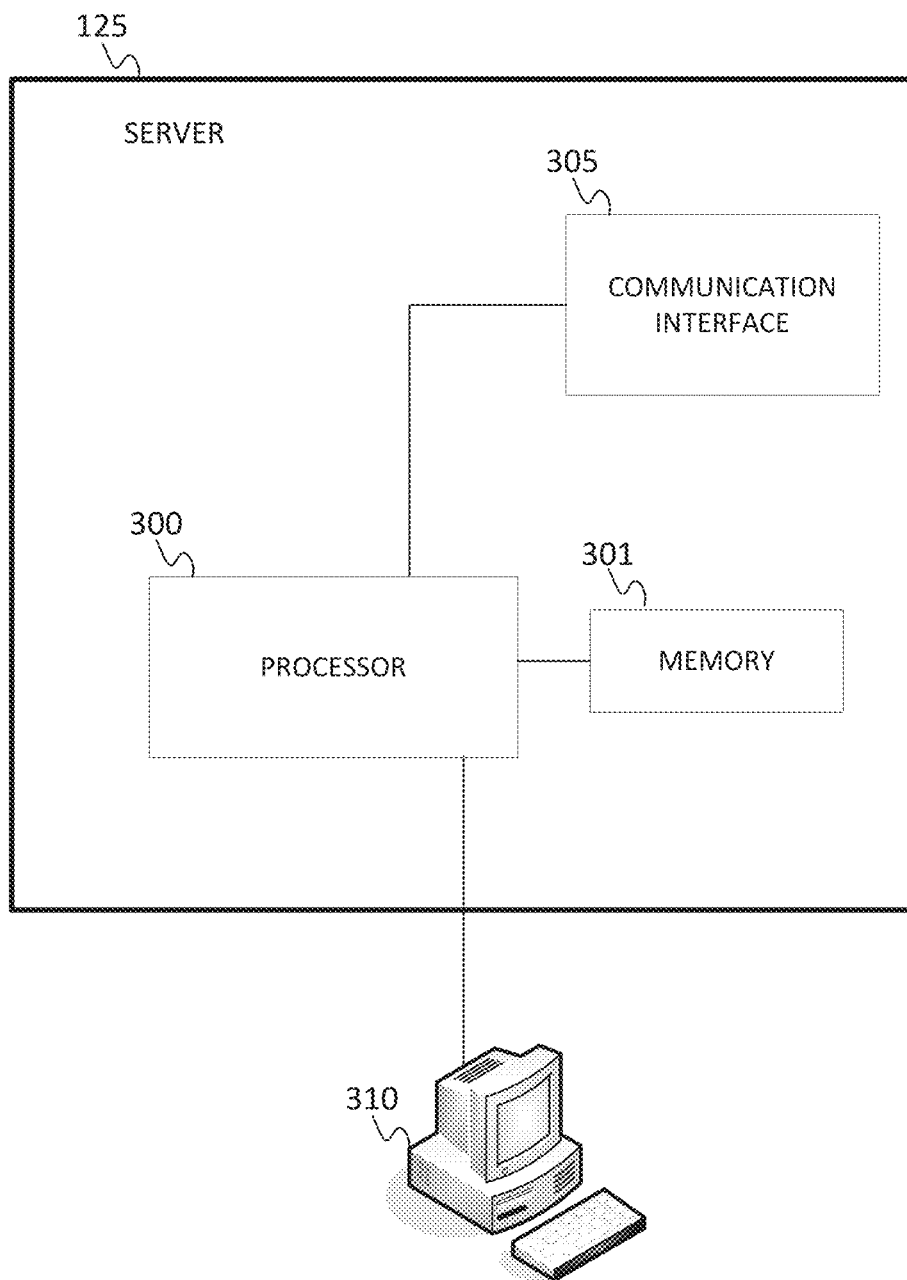 125
SERVER
305
COMMUNICATION
INTERFACE
300
301
PROCESSOR
MEMORY
310